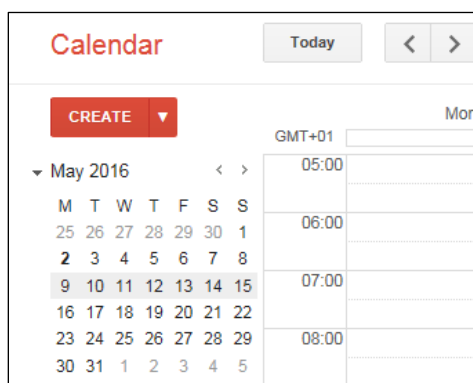 Calendar
Today
< >
CREATE ▼
Mon
GMT+01
May 2016 < >
M T W T F S S
25 26 27 28 29 30 1
2 3 4 5 6 7 8
9 10 11 12 13 14 15
16 17 18 19 20 21 22
23 24 25 26 27 28 29
30 31 1 2 3 4 5
05:00
06:00
07:00
08:00